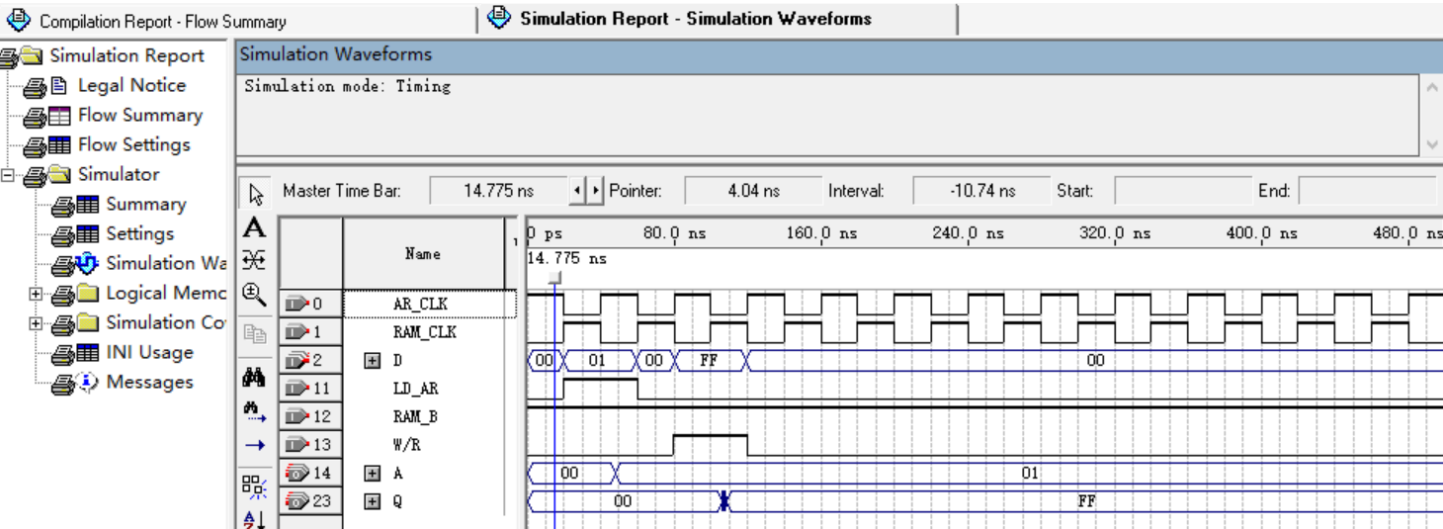 Compilation Report - Flow Summary
Simulation Report - Simulation Waveforms
Simulation Report
Legal Notice
Flow Summary
Flow Settings
Simulator
Summary
Settings
Simulation Wa
Logical Memo
Simulation Co
INI Usage
Messages
Simulation Waveforms
Simulation mode: Timing
Master Time Bar: 14.775 ns Pointer: 4.04 ns Interval: -10.74 ns Start: End:
Name
0 ps 80.0 ns 160.0 ns 240.0 ns 320.0 ns 400.0 ns 480.0 ns
14.775 ns
0 AR_CLK
1 RAM_CLK
2 D 00 01 00 FF 00
11 LD_AR
12 RAM_B
13 W/R
14 A 00 01
23 Q 00 FF